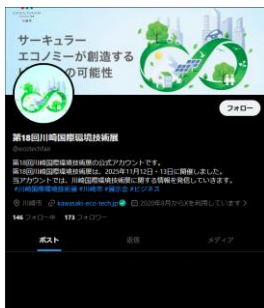 サーキュラー
エコノミーが創造する
の可能性
フォロー
第18回川崎国際環境技術展
@ecotechfair
第18回川崎国際環境技術展の公式アカウントです。
第18回川崎国際環境技術展は、2025年11月12日・13日に開催しました。
当アカウントでは、川崎国際環境技術展に関する情報を発信していきます。
#川崎国際環境技術展 #川崎市 #展示会 #ビジネス
川崎市 kawasaki-eco-tech.jp 2020年8月からXを利用しています
146 フォロー中 173 フォロワー
ポスト 返信 メディア